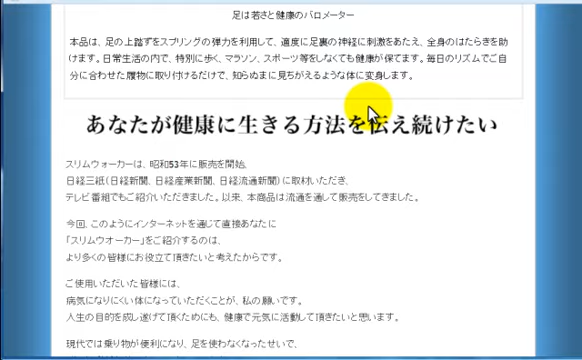 足は若さと健康のバロメーター
本品は、足の上踏ずをスプリングの弾力を利用して、適度に足裏の神経に刺激をあたえ、全身のはたらきを助
けます。日常生活の内で、特別に歩く、マラソン、スポーツ等をしなくても健康が保てます。毎日のリズムでご自
分に合わせた履物に取り付けるだけで、知らぬまに見ちがえるような体に変身します。
あなたが健康に生きる方法を伝え続けたい
スリムウォーカーは、昭和53年に販売を開始。
日経三紙（日経新聞、日経産業新聞、日経流通新聞）に取材いただき、
テレビ番組でもご紹介いただきました。以来、本商品は流通を通して販売をしてきました。
今回、このようにインターネットを通じて直接あなたに
「スリムウオーカー」をご紹介するのは、
より多くの皆様にお役立て頂きたいと考えたからです。
ご使用いただいた皆様には、
病気になりにくい体になっていただくことが、私の願いです。
人生の目的を成し遂げて頂くためにも、健康で元気に活動して頂きたいと思います。
現代では乗り物が便利になり、足を使わなくなったせいで、